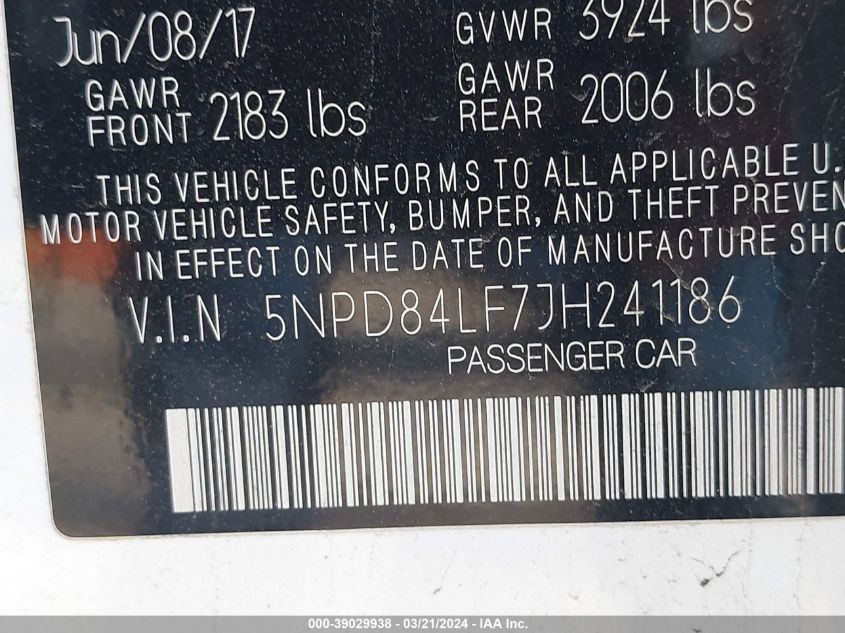 Jun/08/17 GVWR 3924 lbs
GAWR FRONT 2183 lbs GAWR REAR 2006 lbs
THIS VEHICLE CONFORMS TO ALL APPLICABLE U.
MOTOR VEHICLE SAFETY, BUMPER, AND THEFT PREVEN
IN EFFECT ON THE DATE OF MANUFACTURE SHO
V.I.N 5NPD84LF7JH241186
PASSENGER CAR
000-39029938 - 03/21/2024 - IAA Inc.